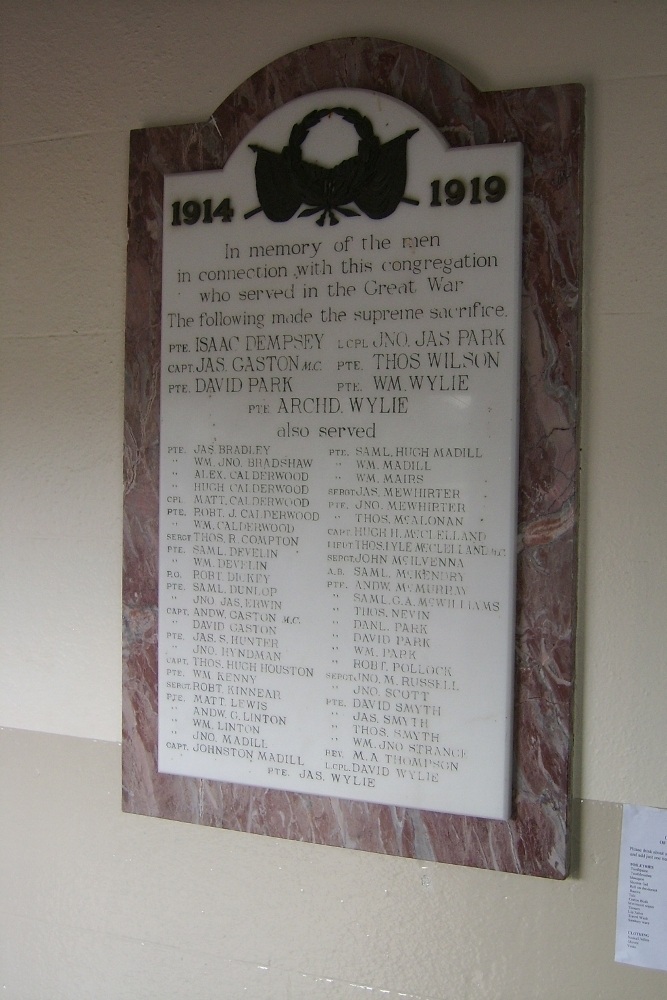 1914 1919
In memory of the men
in connection with this congregation
who served in the Great War
The following made the supreme sacrifice.
PTE. ISAAC DEMPSEY L.CPL. JNO. JAS PARK
CAPT. JAS. GASTON M.C. PTE. THOS WILSON
PTE. DAVID PARK PTE. WM. WYLIE
PTE ARCHD. WYLIE
also served
PTE. JAS BRADLEY
" WM. JNO. BRADSHAW
" ALEX. CALDERWOOD
" HUGH CALDERWOOD
CPL MATT. CALDERWOOD
PTE. ROBT. J. CALDERWOOD
" WM. CALDERWOOD
SERGT THOS. R. COMPTON
PTE. SAML. DEVELIN
" WM. DEVELIN
P.O. ROBT. DICKEY
PTE. SAML. DUNLOP
" JNO JAS. ERWIN
CAPT. ANDW. GASTON M.C.
" DAVID GASTON
PTE. JAS. S. HUNTER
" JNO. HYNDMAN
CAPT. THOS. HUGH HOUSTON
PTE. WM KENNY
SERGT. ROBT. KINNEAR
PTE. MATT. LEWIS
" ANDW. G. LINTON
" WM. LINTON
" JNO. MADILL
CAPT. JOHNSTON MADILL
PTE. SAML. HUGH MADILL
" WM. MADILL
" WM. MAIRS
SERGT JAS. MEWHIRTER
PTE. JNO. MEWHIRTER
" THOS. McALONAN
CAPT. HUGH H. McCLELLAND
LIEUT. THOS. LYLE McCLELLAND M.C.
SERGT. JOHN McILVENNA
A.B. SAML. McKENDRY
PTE. ANDW. McMURRAY
" SAML. G. A. McWILLIAMS
" THOS. NEVIN
" DANL. PARK
" DAVID PARK
" WM. PARK
" ROBT. POLLOCK
SERGT. JNO. M. RUSSELL
" JNO. SCOTT
PTE. DAVID SMYTH
" JAS. SMYTH
" THOS. SMYTH
" WM. JNO STRANGE
REV. M. A. THOMPSON
L.CPL. DAVID WYLIE
PTE. JAS. WYLIE